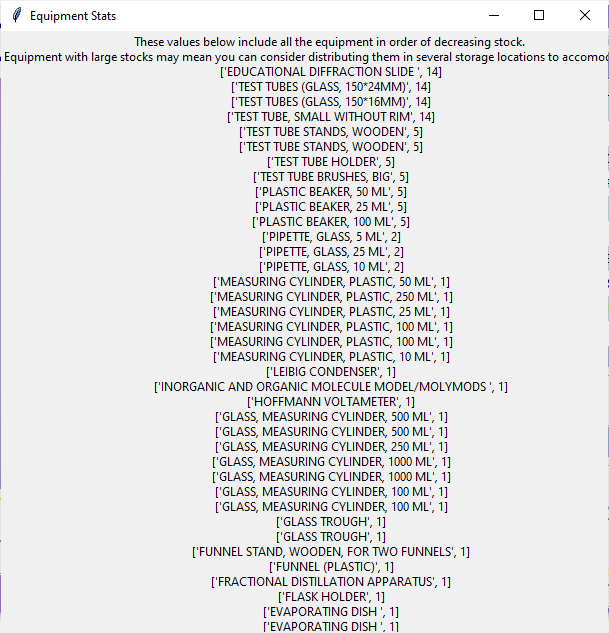 Equipment Stats
These values below include all the equipment in order of decreasing stock.
Equipment with large stocks may mean you can consider distributing them in several storage locations to
['EDUCATIONAL DIFFRACTION SLIDE ', 14]
['TEST TUBES (GLASS, 150*24MM)', 14]
['TEST TUBES (GLASS, 150*16MM)', 14]
['TEST TUBE, SMALL WITHOUT RIM', 14]
['TEST TUBE STANDS, WOODEN', 5]
['TEST TUBE STANDS, WOODEN', 5]
['TEST TUBE HOLDER', 5]
['TEST TUBE BRUSHES, BIG', 5]
['PLASTIC BEAKER, 50 ML', 5]
['PLASTIC BEAKER, 25 ML', 5]
['PLASTIC BEAKER, 100 ML', 5]
['PIPETTE, GLASS, 5 ML', 2]
['PIPETTE, GLASS, 25 ML', 2]
['PIPETTE, GLASS, 10 ML', 2]
['MEASURING CYLINDER, PLASTIC, 50 ML', 1]
['MEASURING CYLINDER, PLASTIC, 250 ML', 1]
['MEASURING CYLINDER, PLASTIC, 25 ML', 1]
['MEASURING CYLINDER, PLASTIC, 100 ML', 1]
['MEASURING CYLINDER, PLASTIC, 100 ML', 1]
['MEASURING CYLINDER, PLASTIC, 10 ML', 1]
['LEIBIG CONDENSER', 1]
['INORGANIC AND ORGANIC MOLECULE MODEL/MOLYMODS ', 1]
['HOFFMANN VOLTAMETER', 1]
['GLASS, MEASURING CYLINDER, 500 ML', 1]
['GLASS, MEASURING CYLINDER, 500 ML', 1]
['GLASS, MEASURING CYLINDER, 250 ML', 1]
['GLASS, MEASURING CYLINDER, 1000 ML', 1]
['GLASS, MEASURING CYLINDER, 1000 ML', 1]
['GLASS, MEASURING CYLINDER, 100 ML', 1]
['GLASS, MEASURING CYLINDER, 100 ML', 1]
['GLASS TROUGH', 1]
['GLASS TROUGH', 1]
['FUNNEL STAND, WOODEN, FOR TWO FUNNELS', 1]
['FUNNEL (PLASTIC)', 1]
['FRACTIONAL DISTILLATION APPARATUS', 1]
['FLASK HOLDER', 1]
['EVAPORATING DISH ', 1]
['EVAPORATING DISH ', 1]